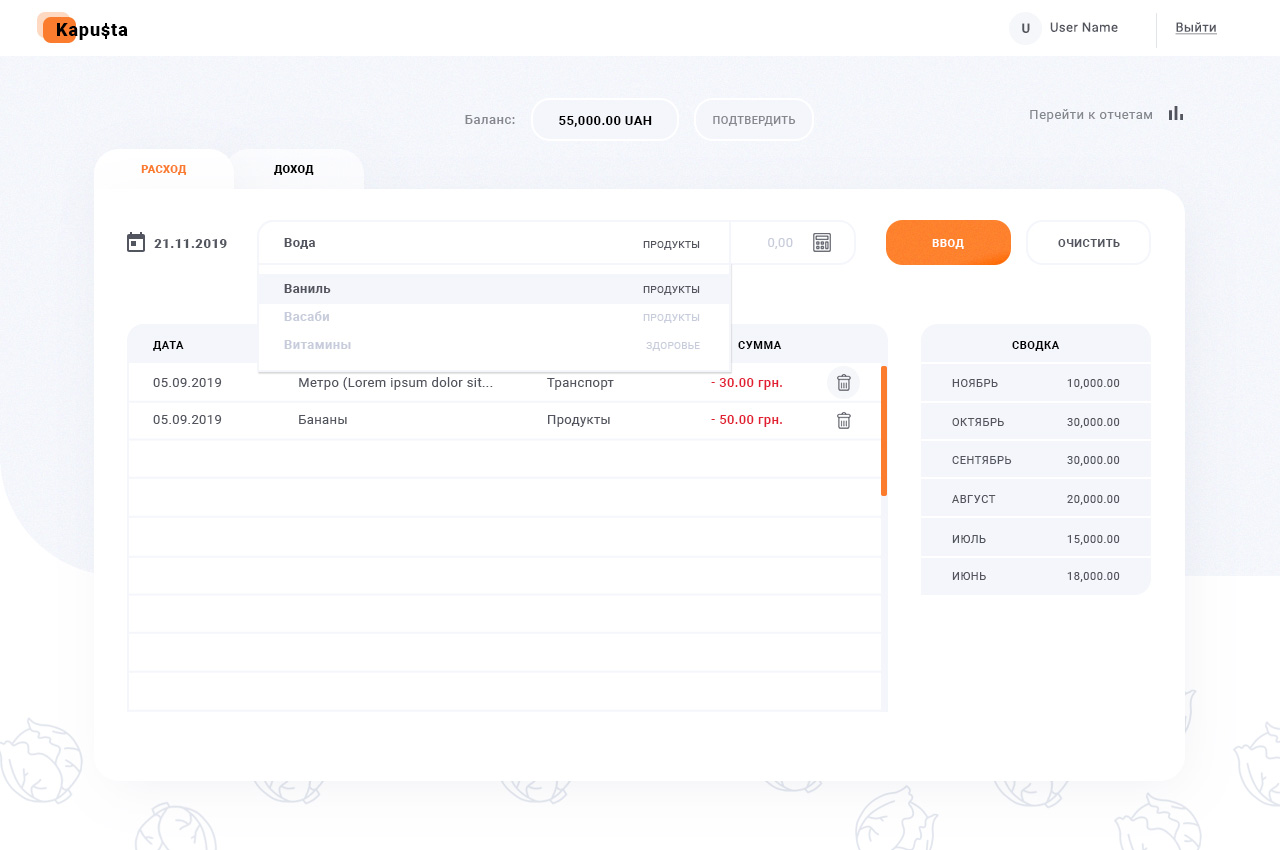 Kapu$ta
U User Name Выйти
Баланс: 55,000.00 UAH ПОДТВЕРДИТЬ Перейти к отчетам
РАСХОД ДОХОД
21.11.2019 Вода ПРОДУКТЫ 0,00 ВВОД ОЧИСТИТЬ
Ваниль ПРОДУКТЫ
Васаби ПРОДУКТЫ
Витамины ЗДОРОВЬЕ
ДАТА СУММА
05.09.2019 Метро (Lorem ipsum dolor sit... Транспорт - 30.00 грн.
05.09.2019 Бананы Продукты - 50.00 грн.
СВОДКА
НОЯБРЬ 10,000.00
ОКТЯБРЬ 30,000.00
СЕНТЯБРЬ 30,000.00
АВГУСТ 20,000.00
ИЮЛЬ 15,000.00
ИЮНЬ 18,000.00